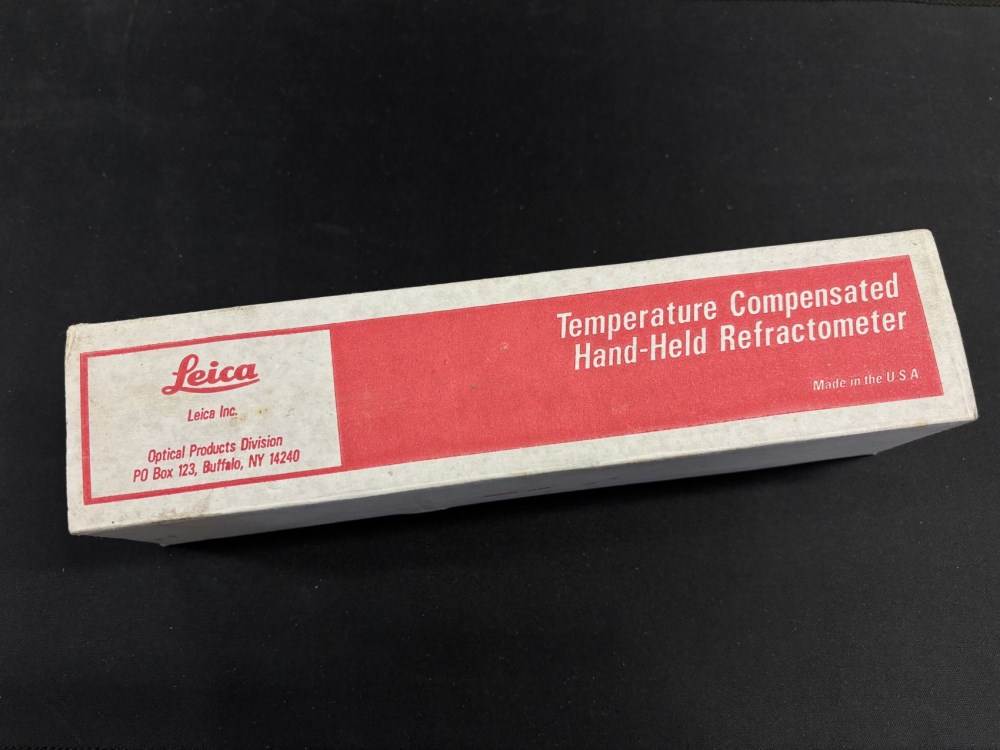 Leica
Leica Inc.
Optical Products Division
PO Box 123, Buffalo, NY 14240
Temperature Compensated
Hand-Held Refractometer
Made in the U S A